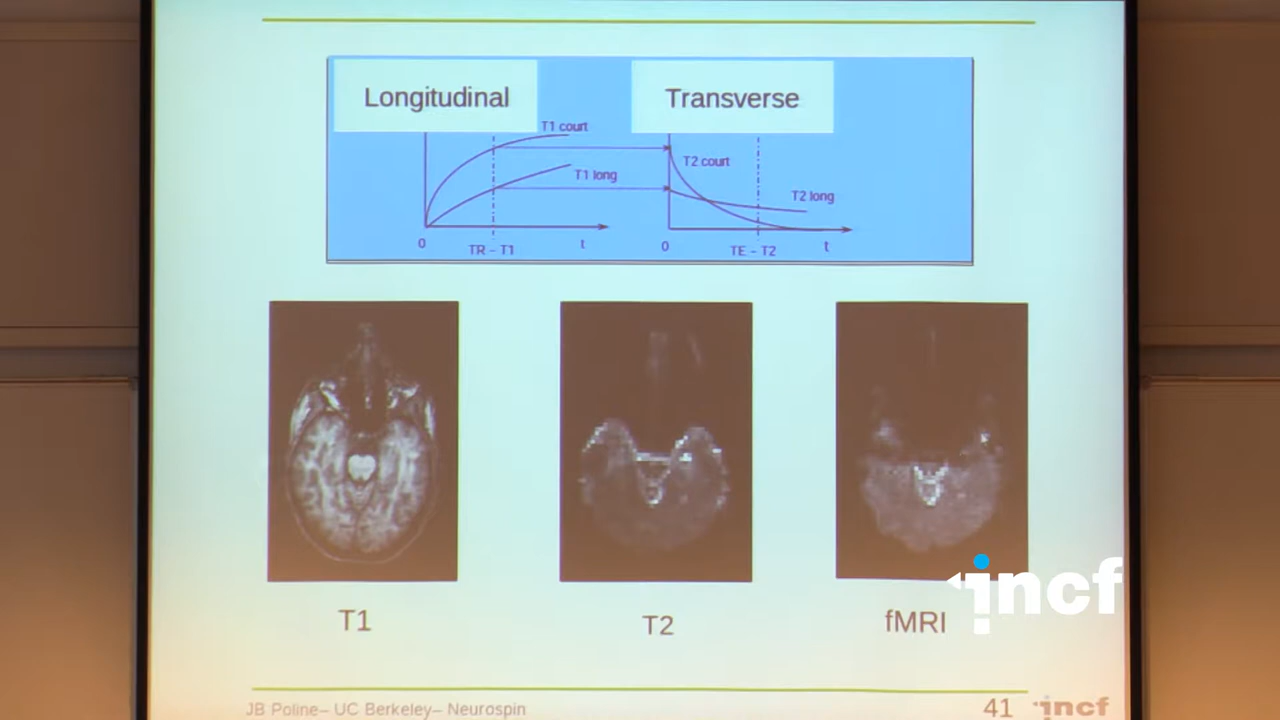 Longitudinal
Transverse
T1 court
T2 court
T1 long
T2 long
0
TR – T1
t
0
TE – T2
t
T1
T2
fMRI
incf
JB Poline– UC Berkeley– Neurospin
41
incf